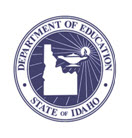 DEPARTMENT OF EDUCATION
STATE OF IDAHO